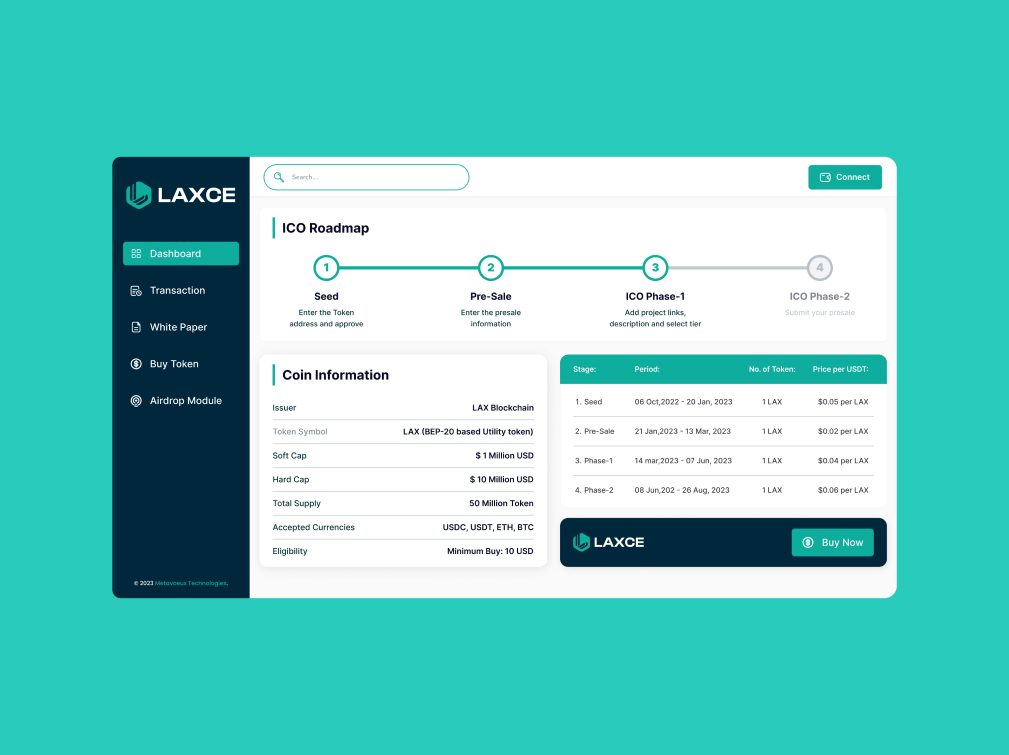 LAXCE
Dashboard
Transaction
White Paper
Buy Token
Airdrop Module
© 2023 Metavoeux Technologies.
Search...
Connect
ICO Roadmap
1
2
3
4
Seed
Pre-Sale
ICO Phase-1
ICO Phase-2
Enter the Token
address and approve
Enter the presale
information
Add project links,
description and select tier
Submit your presale
Coin Information
Issuer LAX Blockchain
Token Symbol LAX (BEP-20 based Utility token)
Soft Cap $ 1 Million USD
Hard Cap $ 10 Million USD
Total Supply 50 Million Token
Accepted Currencies USDC, USDT, ETH, BTC
Eligibility Minimum Buy: 10 USD
Stage: Period: No. of Token: Price per USDT:
1. Seed 06 Oct,2022 - 20 Jan, 2023 1 LAX $0.05 per LAX
2. Pre-Sale 21 Jan,2023 - 13 Mar, 2023 1 LAX $0.02 per LAX
3. Phase-1 14 mar,2023 - 07 Jun, 2023 1 LAX $0.04 per LAX
4. Phase-2 08 Jun,202 - 26 Aug, 2023 1 LAX $0.06 per LAX
LAXCE
Buy Now